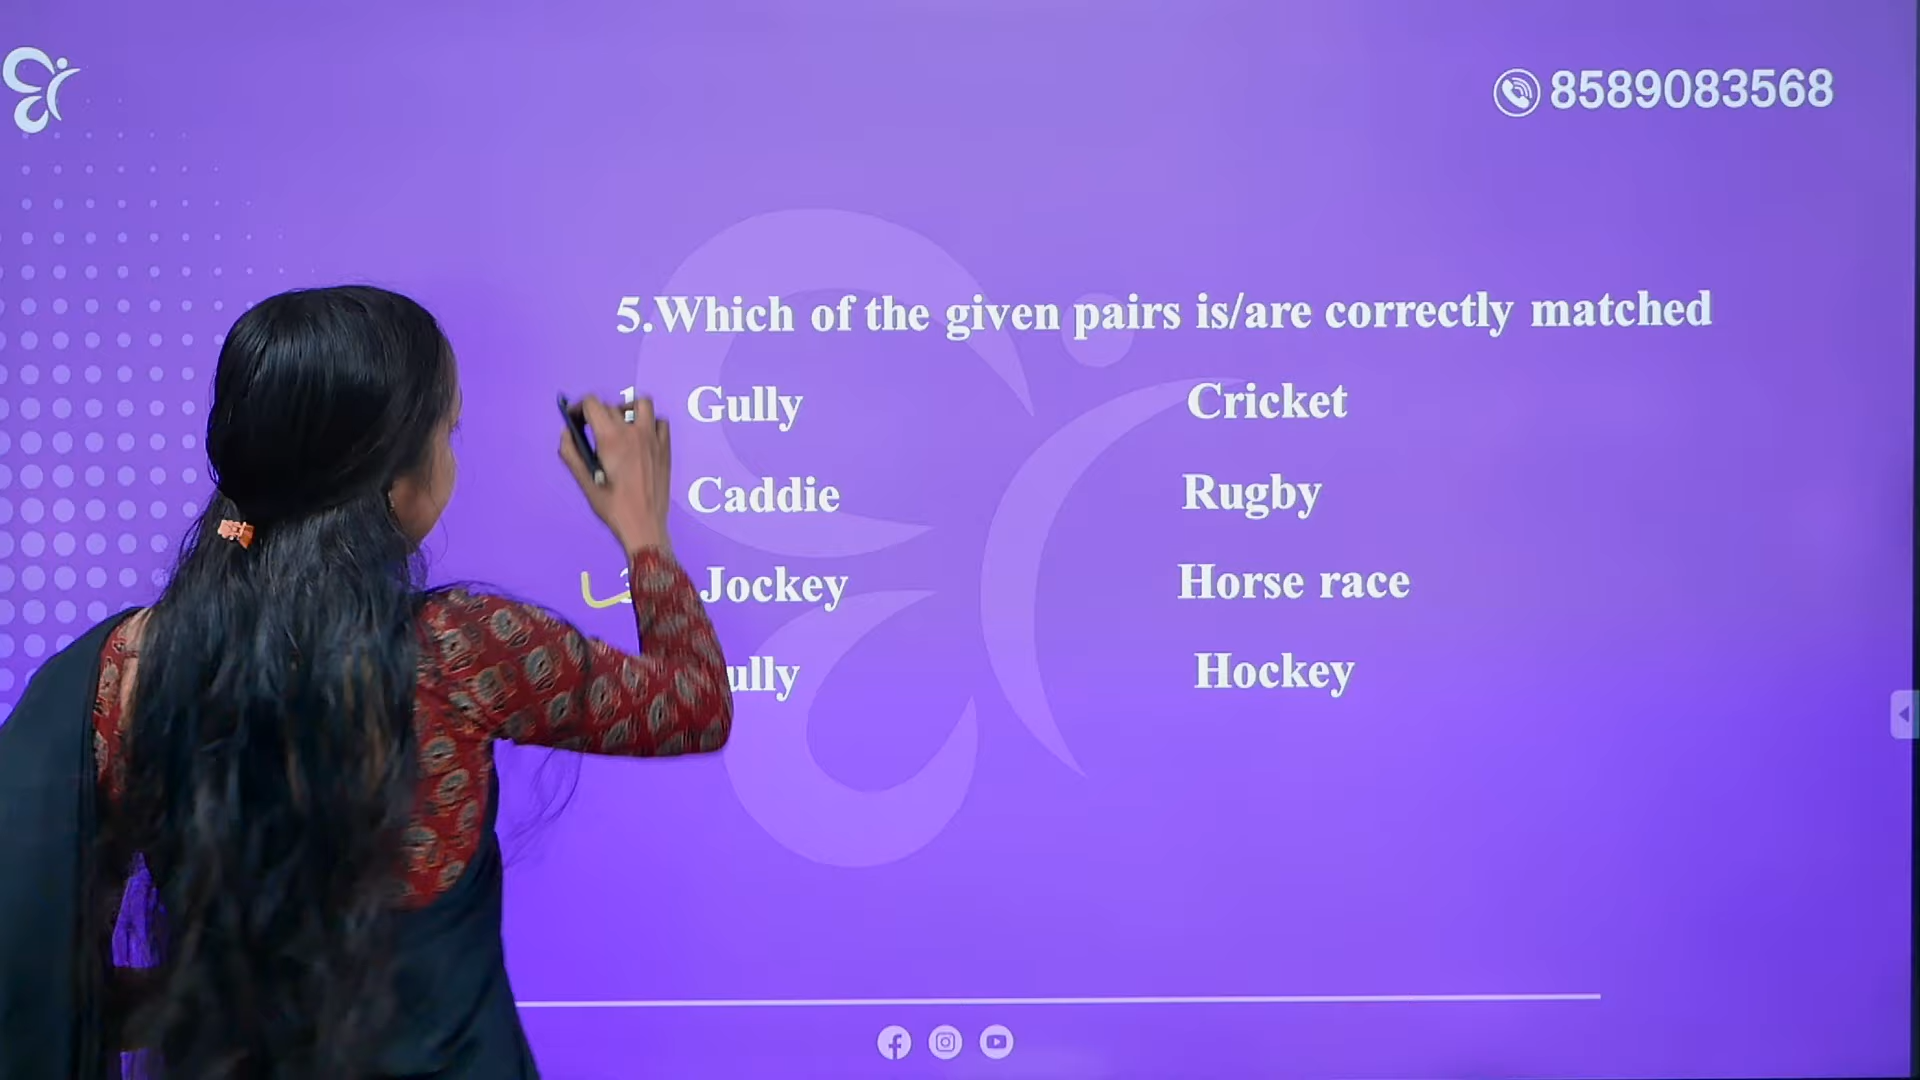 8589083568
5.Which of the given pairs is/are correctly matched
1 Gully Cricket
Caddie Rugby
3 Jockey Horse race
ully Hockey